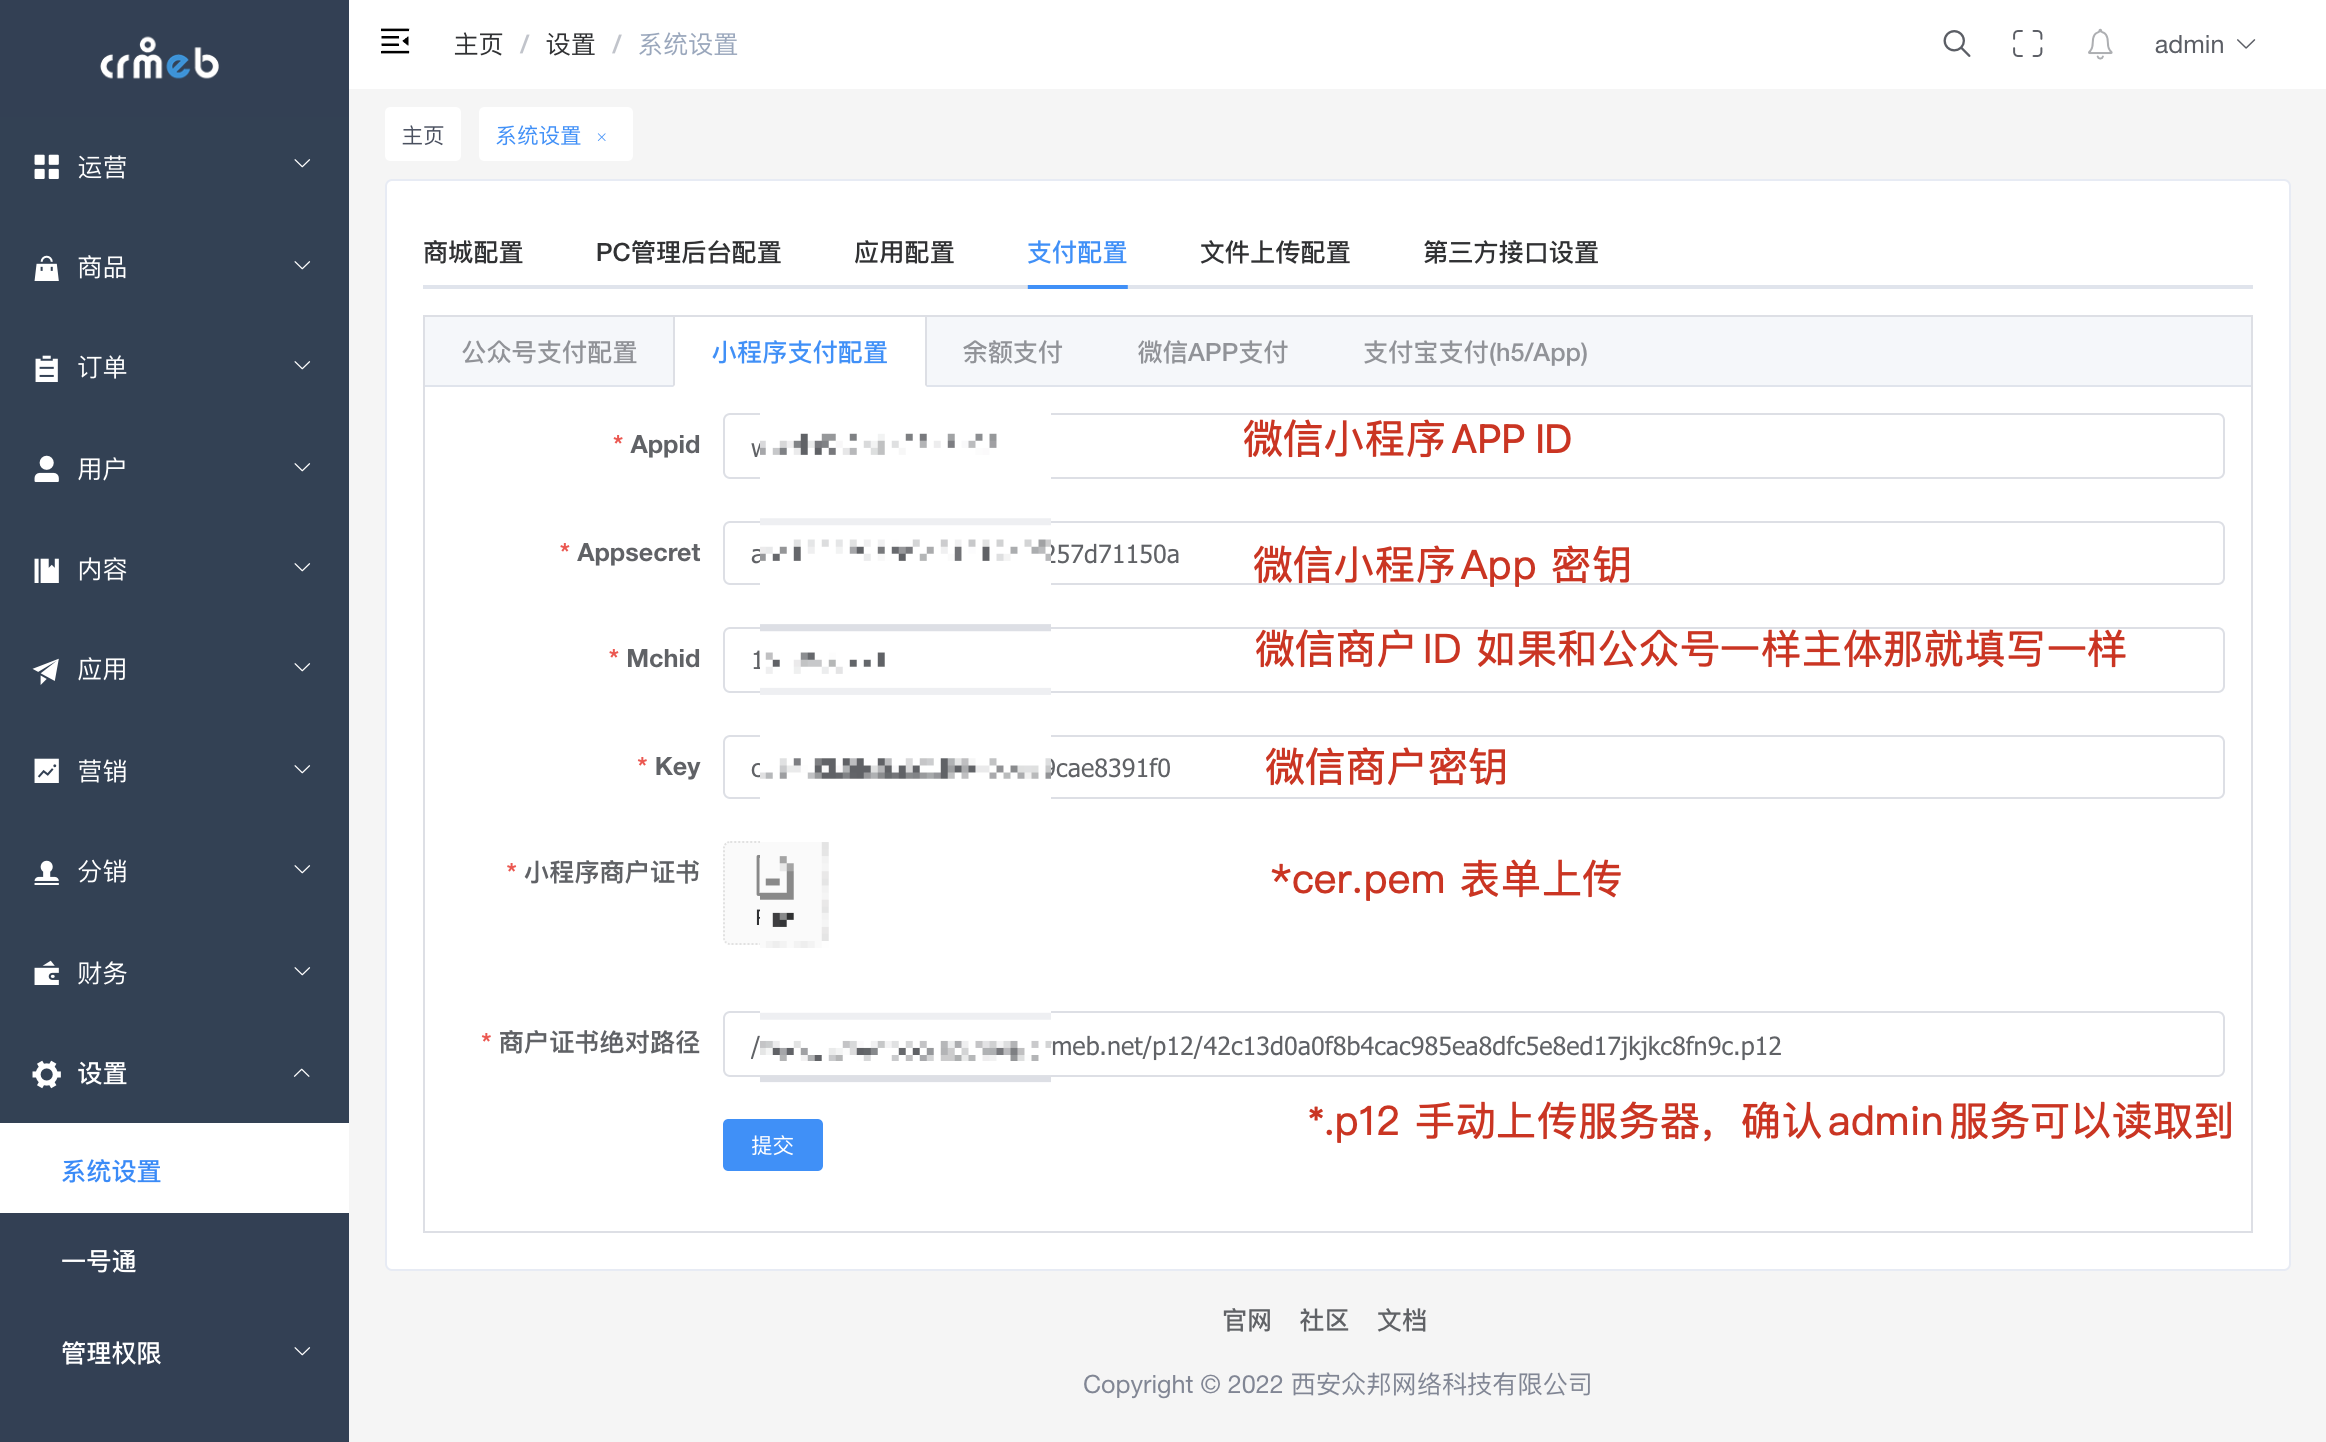 crmeb
运营
商品
订单
用户
内容
应用
营销
分销
财务
设置
系统设置
一号通
管理权限
主页 / 设置 / 系统设置
admin
主页
系统设置 ×
商城配置 PC管理后台配置 应用配置 支付配置 文件上传配置 第三方接口设置
公众号支付配置 小程序支付配置 余额支付 微信APP支付 支付宝支付(h5/App)
* Appid 微信小程序APP ID
* Appsecret 257d71150a 微信小程序App 密钥
* Mchid 微信商户ID 如果和公众号一样主体那就填写一样
* Key 9cae8391f0 微信商户密钥
* 小程序商户证书 *cer.pem 表单上传
* 商户证书绝对路径 / meb.net/p12/42c13d0a0f8b4cac985ea8dfc5e8ed17jkjkc8fn9c.p12
*.p12 手动上传服务器，确认admin服务可以读取到
提交
官网 社区 文档
Copyright © 2022 西安众邦网络科技有限公司